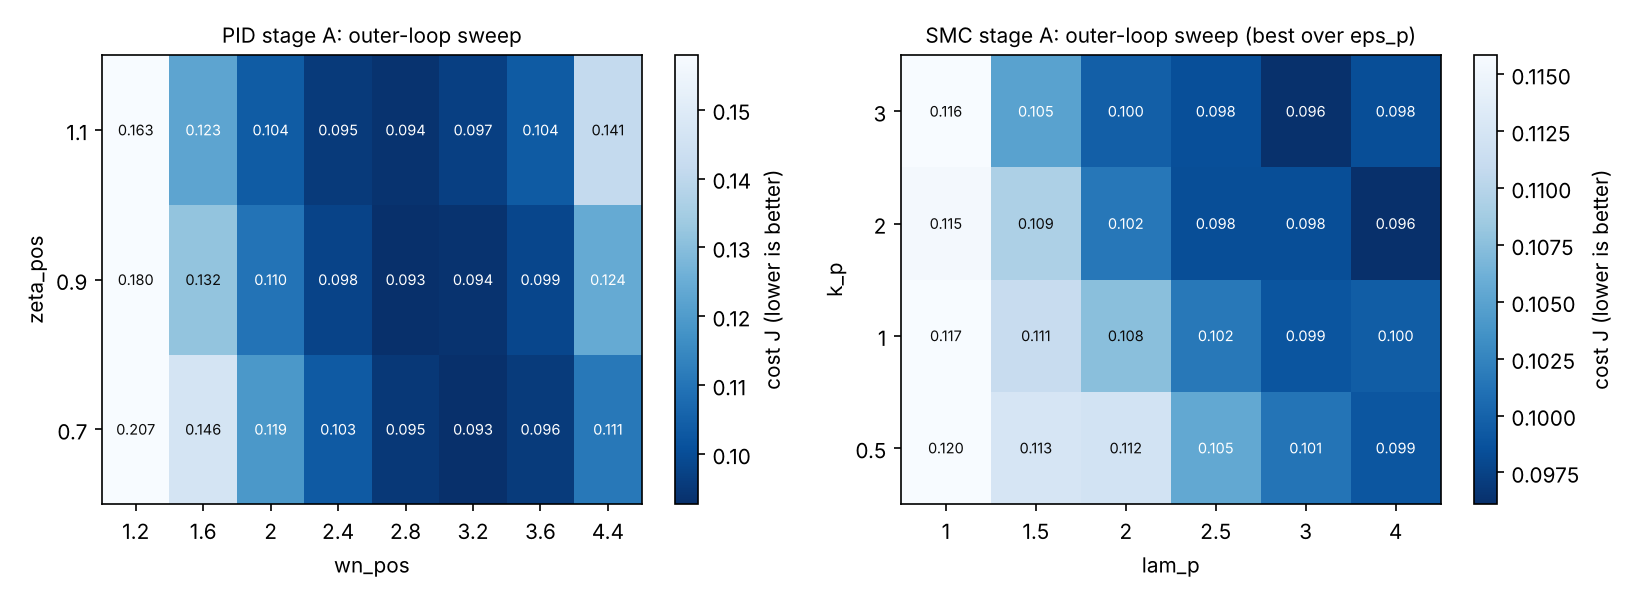 PID stage A: outer-loop sweep
1.1
0.163 0.123 0.104 0.095 0.094 0.097 0.104 0.141
0.9
0.180 0.132 0.110 0.098 0.093 0.094 0.099 0.124
0.7
0.207 0.146 0.119 0.103 0.095 0.093 0.096 0.111
zeta_pos
1.2 1.6 2 2.4 2.8 3.2 3.6 4.4
wn_pos
0.15
0.14
0.13
0.12
0.11
0.10
cost J (lower is better)
SMC stage A: outer-loop sweep (best over eps_p)
3
0.116 0.105 0.100 0.098 0.096 0.098
2
0.115 0.109 0.102 0.098 0.098 0.096
1
0.117 0.111 0.108 0.102 0.099 0.100
0.5
0.120 0.113 0.112 0.105 0.101 0.099
k_p
1 1.5 2 2.5 3 4
lam_p
0.1150
0.1125
0.1100
0.1075
0.1050
0.1025
0.1000
0.0975
cost J (lower is better)